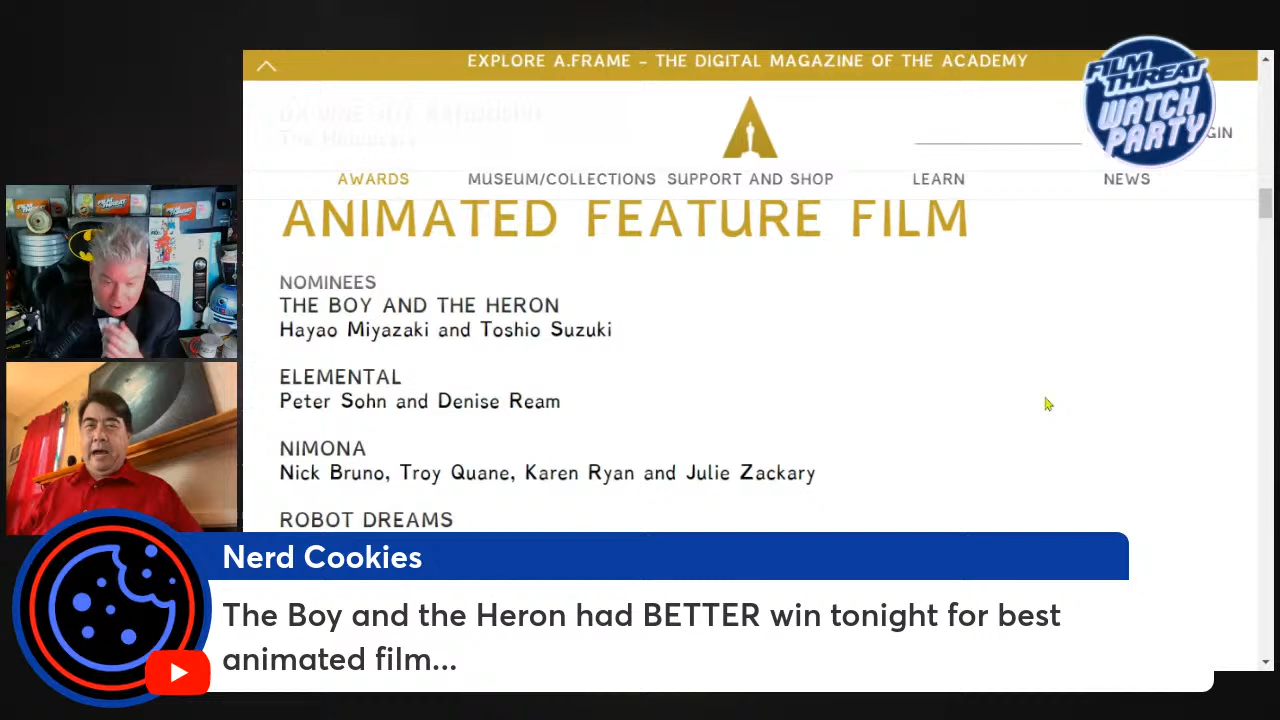 EXPLORE A.FRAME - THE DIGITAL MAGAZINE OF THE ACADEMY
FILM
THREAT
WATCH
PARTY
GIN
AWARDS
MUSEUM/COLLECTIONS
SUPPORT AND SHOP
LEARN
NEWS
ANIMATED FEATURE FILM
NOMINEES
THE BOY AND THE HERON
Hayao Miyazaki and Toshio Suzuki
ELEMENTAL
Peter Sohn and Denise Ream
NIMONA
Nick Bruno, Troy Quane, Karen Ryan and Julie Zackary
ROBOT DREAMS
Nerd Cookies
The Boy and the Heron had BETTER win tonight for best
animated film...